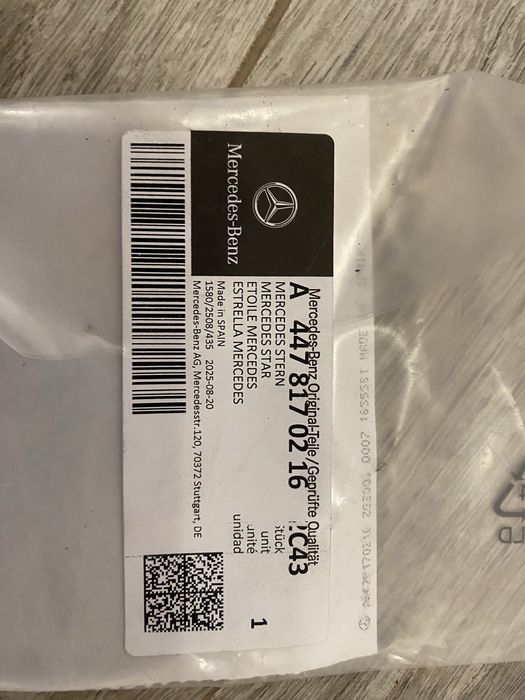 Mercedes-Benz
Mercedes-Benz Original-Teile/Geprüfte Qualität
A 447 817 02 16 C43
MERCEDES STERN
MERCEDES STAR
ETOILE MERCEDES
ESTRELLA MERCEDES
tück
unit
unité
unidad
1
Made in SPAIN
1580/2508/435 2025-08-20
Mercedes-Benz AG, Mercedesstr.120, 70372 Stuttgart, DE